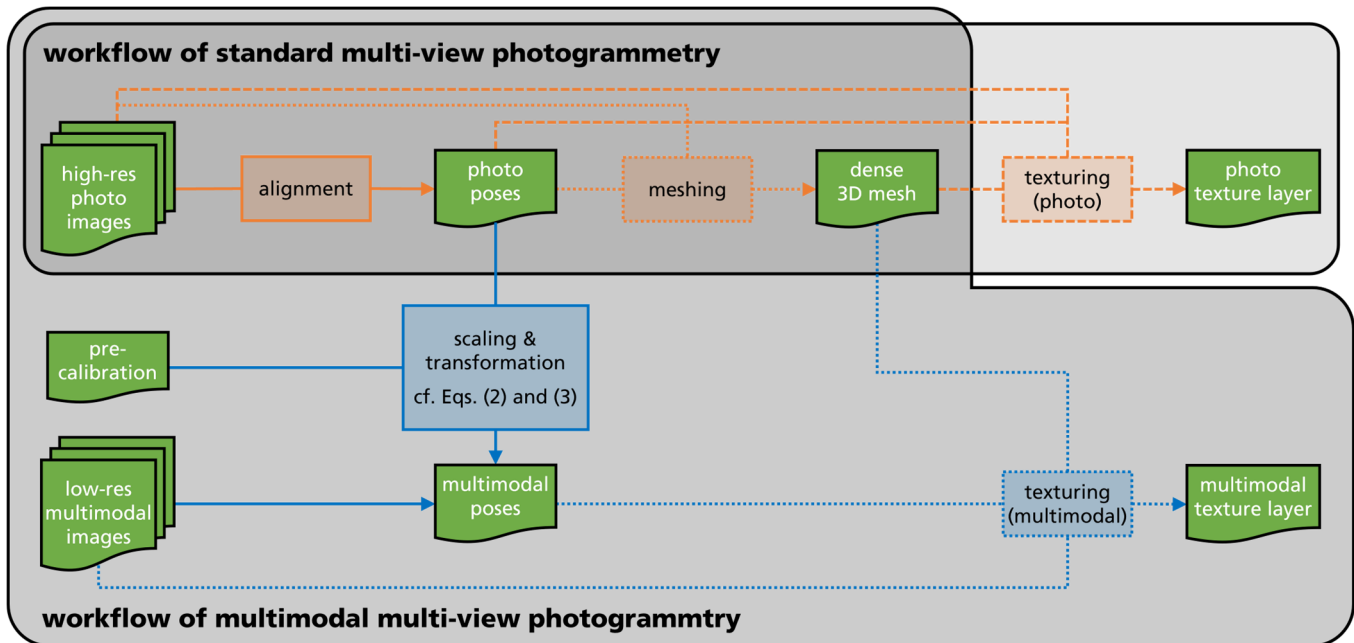 workflow of standard multi-view photogrammetry
high-res
photo
images
alignment
photo
poses
meshing
dense
3D mesh
texturing
(photo)
photo
texture layer
pre-
calibration
scaling &
transformation
cf. Eqs. (2) and (3)
low-res
multimodal
images
multimodal
poses
texturing
(multimodal)
multimodal
texture layer
workflow of multimodal multi-view photogrammtry